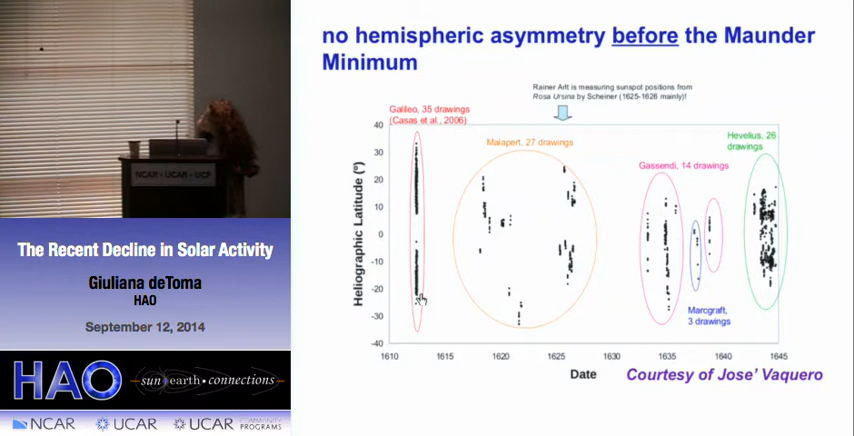 NCAR • UCAR • UCP
The Recent Decline in Solar Activity
Giuliana deToma
HAO
September 12, 2014
HAO
sun earth • connections
NCAR
UCAR
UCAR COMMUNITY PROGRAMS
no hemispheric asymmetry before the Maunder
Minimum
Rainer Arlt is measuring sunspot positions from
Rosa Ursina by Scheiner (1625-1626 mainly)!
Galileo, 35 drawings
(Casas et al., 2006)
Malapert, 27 drawings
Gassendi, 14 drawings
Hevelius, 26
drawings
Marcgraft,
3 drawings
Heliographic Latitude (º)
40
30
20
10
0
-10
-20
-30
-40
1610
1615
1620
1625
1630
1635
1640
1645
Date
Courtesy of Jose’ Vaquero